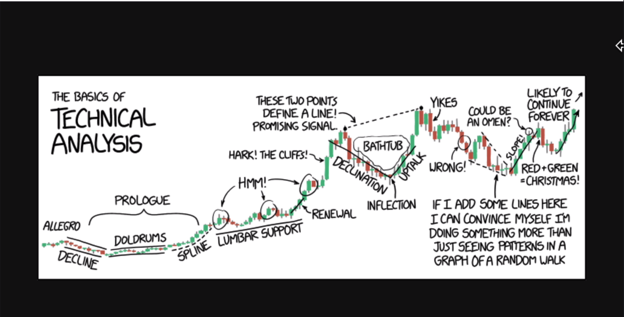 THE BASICS OF
TECHNICAL
ANALYSIS
ALLEGRO
DECLINE
PROLOGUE
DOLDRUMS
SPLINE
HMM!
LUMBAR SUPPORT
RENEWAL
HARK! THE CLIFFS!
THESE TWO POINTS
DEFINE A LINE!
PROMISING SIGNAL.
BATHTUB
DECLINATION
UPTALK
INFLECTION
YIKES
WRONG!
COULD BE
AN OMEN?
SLOPE!
LIKELY TO
CONTINUE
FOREVER
RED+GREEN
=CHRISTMAS!
IF I ADD SOME LINES HERE
I CAN CONVINCE MYSELF I'M
DOING SOMETHING MORE THAN
JUST SEEING PATTERNS IN A
GRAPH OF A RANDOM WALK